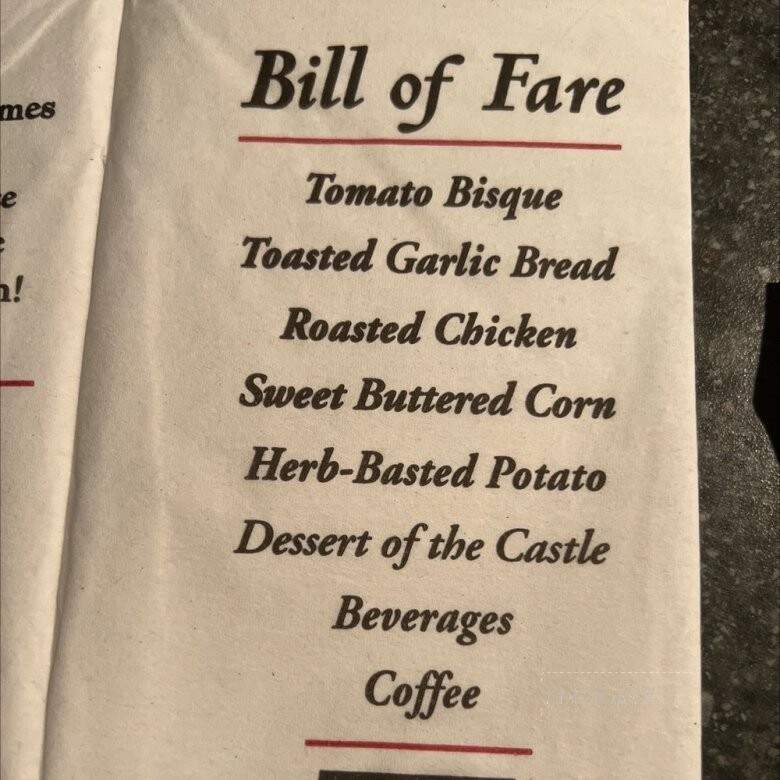 mes
e
n!
Bill of Fare
Tomato Bisque
Toasted Garlic Bread
Roasted Chicken
Sweet Buttered Corn
Herb-Basted Potato
Dessert of the Castle
Beverages
Coffee